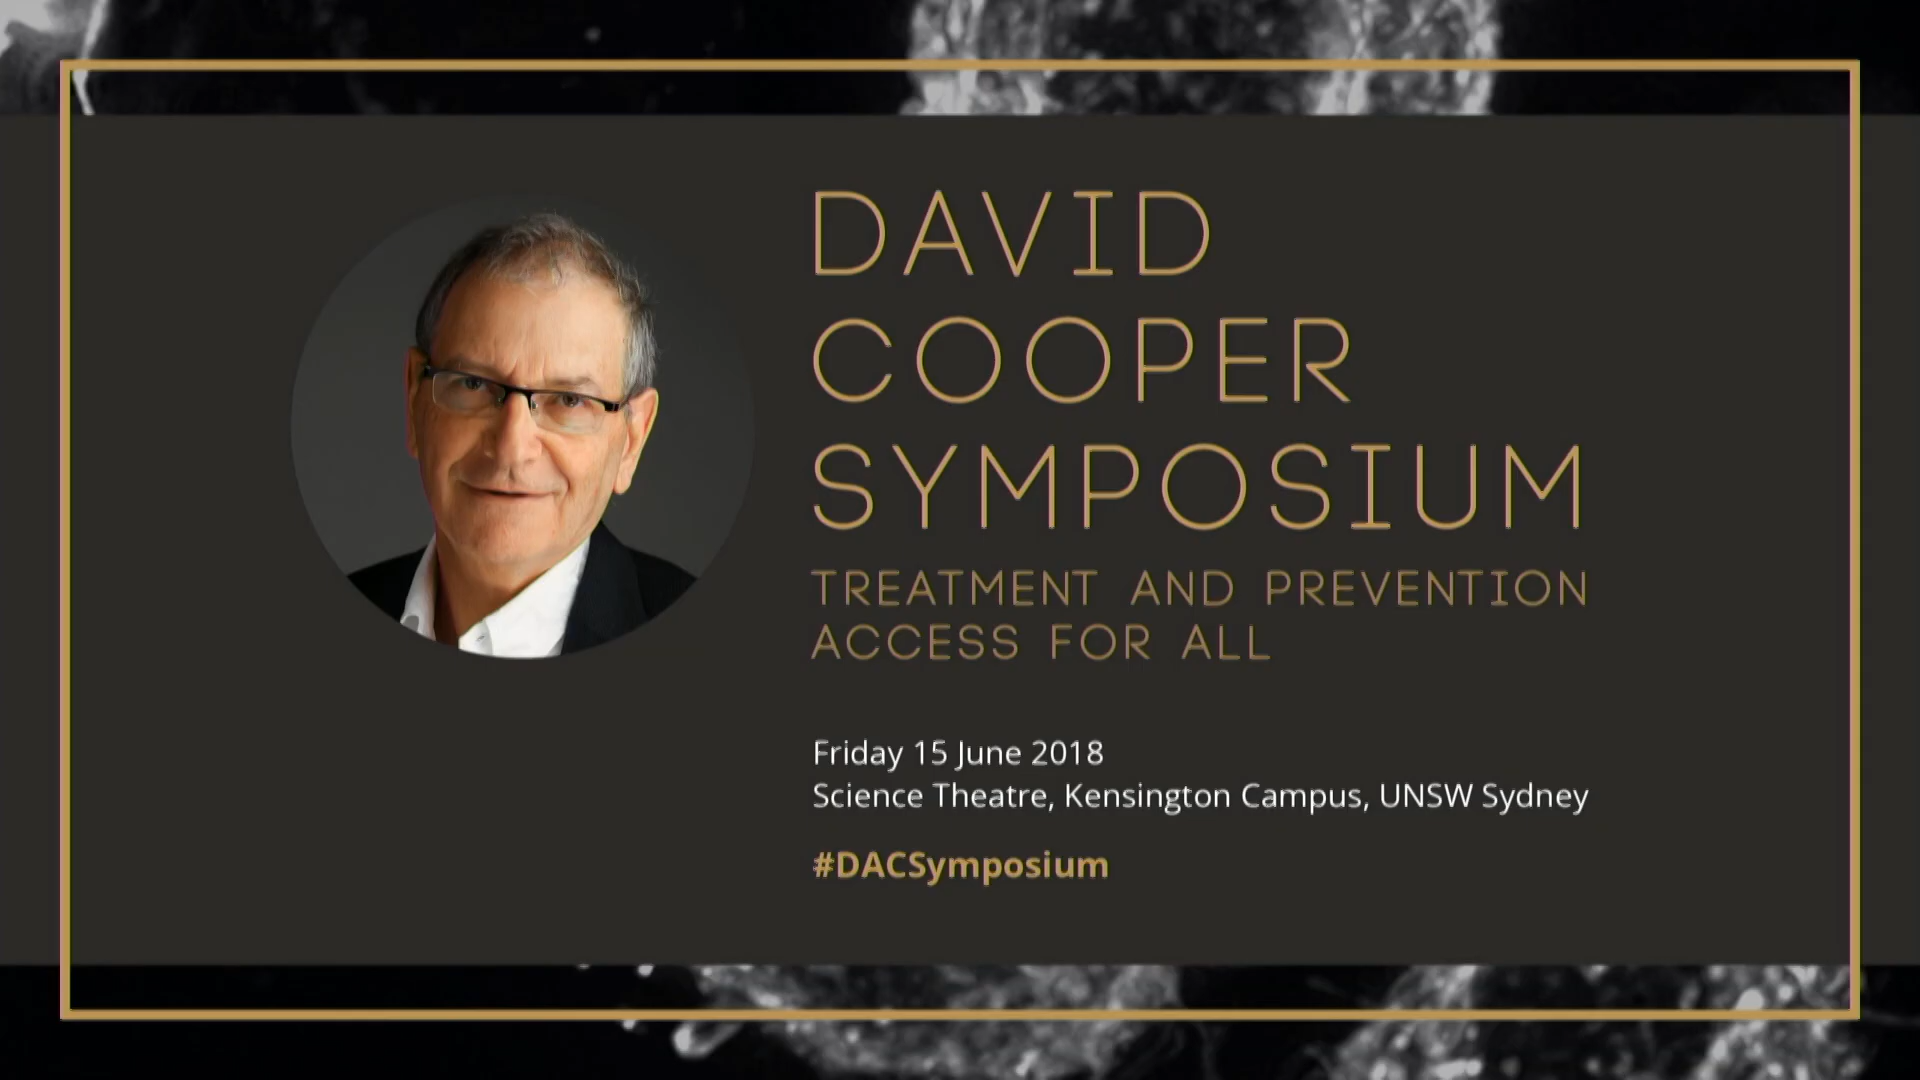 DAVID
COOPER
SYMPOSIUM
TREATMENT AND PREVENTION
ACCESS FOR ALL
Friday 15 June 2018
Science Theatre, Kensington Campus, UNSW Sydney
#DACSymposium